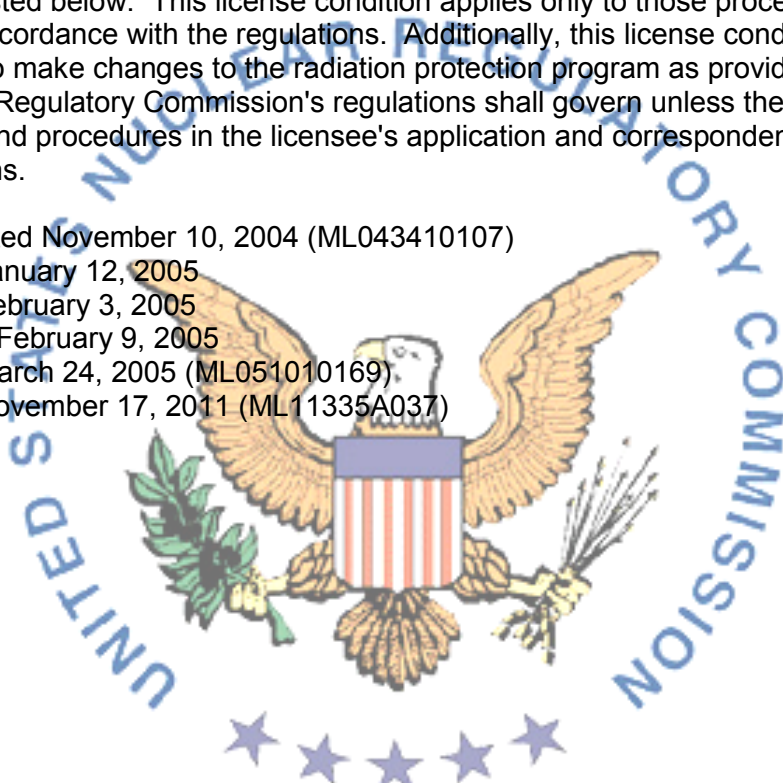 sted below. This license condition applies only to those proce
ccordance with the regulations. Additionally, this license cond
o make changes to the radiation protection program as provid
Regulatory Commission's regulations shall govern unless the
nd procedures in the licensee's application and corresponden
ns.
ed November 10, 2004 (ML043410107)
anuary 12, 2005
ebruary 3, 2005
February 9, 2005
arch 24, 2005 (ML051010169)
ovember 17, 2011 (ML11335A037)
UNITED STATES NUCLEAR REGULATORY COMMISSION